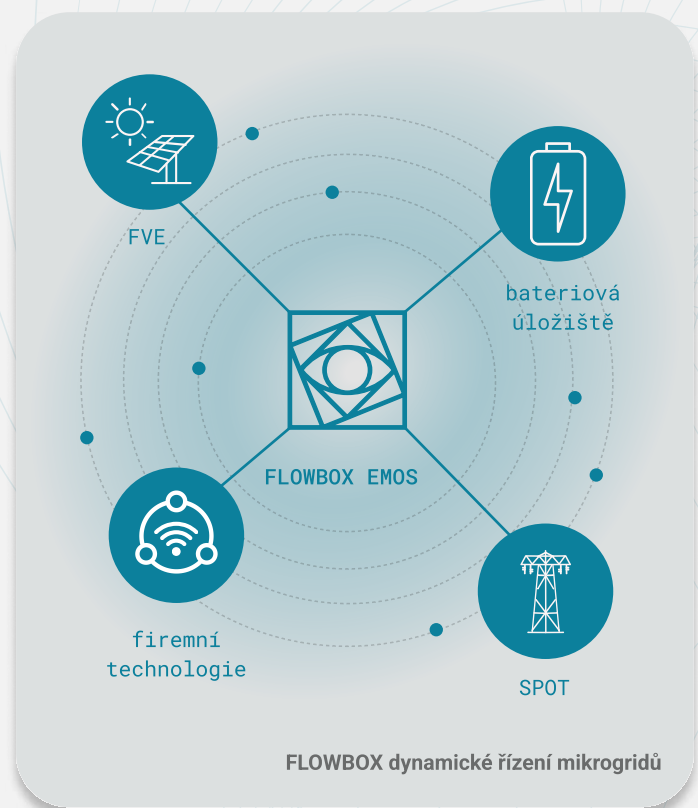 FVE
bateriová
úložiště
FLOWBOX EMOS
firemní
technologie
SPOT
FLOWBOX dynamické řízení mikrogridů